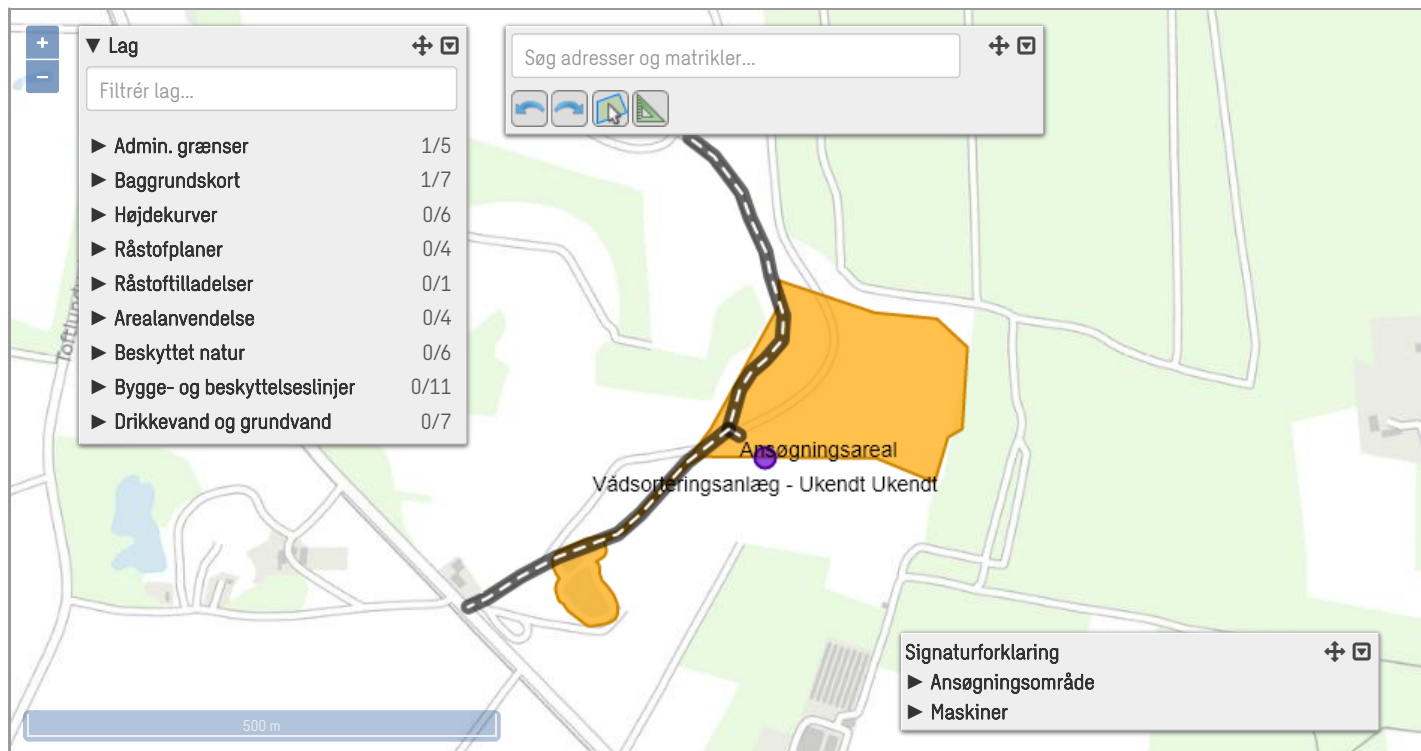 +
−
Lag
Filtrér lag...
Admin. grænser 1/5
Baggrundskort 1/7
Højdekurver 0/6
Råstofplaner 0/4
Råstoftilladelser 0/1
Arealanvendelse 0/4
Beskyttet natur 0/6
Bygge- og beskyttelseslinjer 0/11
Drikkevand og grundvand 0/7
Søg adresser og matrikler...
Ansøgningsareal
Vådsorteringsanlæg - Ukendt Ukendt
Signaturforklaring
Ansøgningsområde
Maskiner
500 m